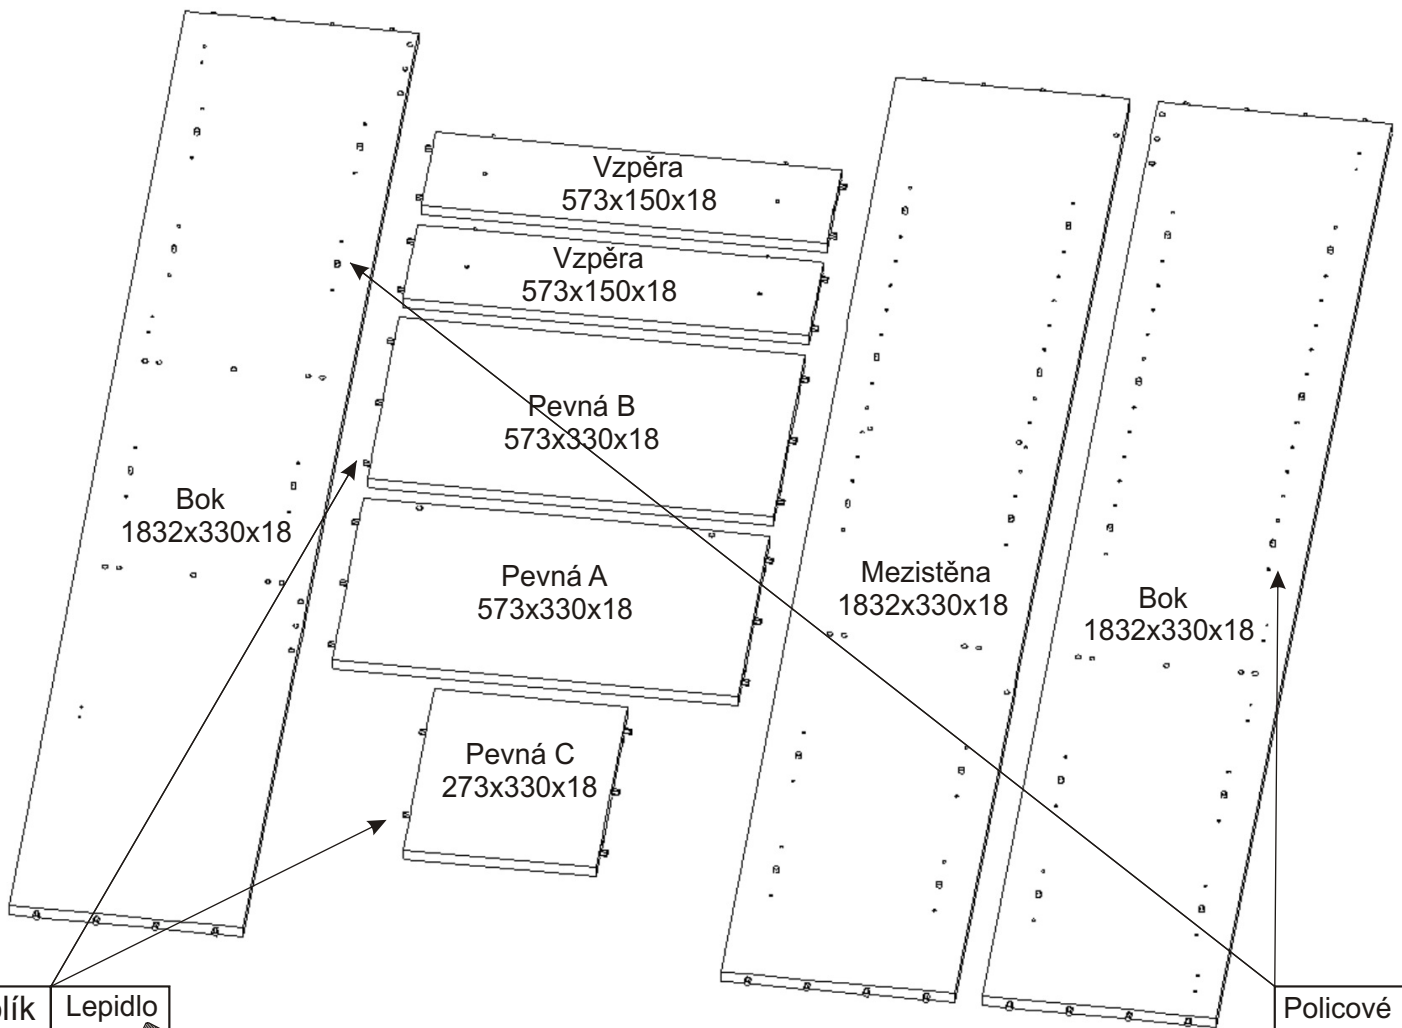 Vzpěra
573x150x18
Vzpěra
573x150x18
Pevná B
573x330x18
Bok
1832x330x18
Pevná A
573x330x18
Mezistěna
1832x330x18
Bok
1832x330x18
Pevná C
273x330x18
Lepidlo
Policové